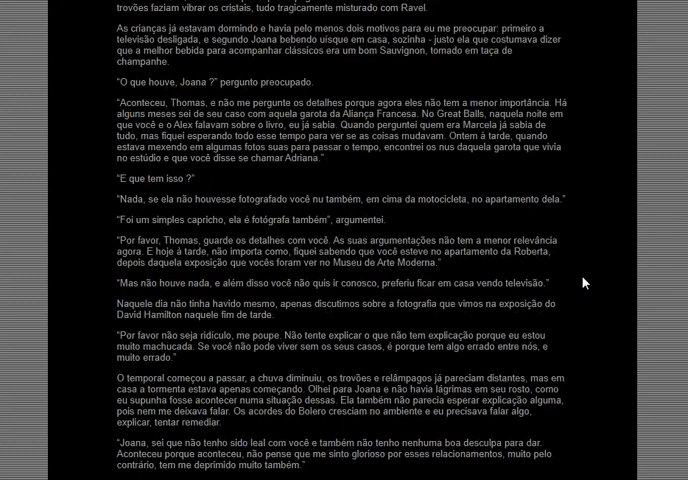 trovões faziam vibrar os cristais, tudo tragicamente misturado com Ravel.
As crianças já estavam dormindo e havia pelo menos dois motivos para eu me preocupar: primeiro a
televisão desligada, e segundo Joana bebendo uísque em casa, sozinha - justo ela que costumava dizer
que a melhor bebida para acompanhar clássicos era um bom Sauvignon, tomado em taça de
champanhe.
“O que houve, Joana ?” pergunto preocupado.
“Aconteceu, Thomas, e não me pergunte os detalhes porque agora eles não tem a menor importância. Há
alguns meses sei de seu caso com aquela garota da Aliança Francesa. No Great Balls, naquela noite em
que você e o Alex falavam sobre o livro, eu já sabia. Quando perguntei quem era Marcela já sabia de
tudo, mas fiquei esperando todo esse tempo para ver se as coisas mudavam. Ontem à tarde, quando
estava mexendo em algumas fotos suas para passar o tempo, encontrei os nus daquela garota que vivia
no estúdio e que você disse se chamar Adriana.”
“E que tem isso ?”
“Nada, se ela não houvesse fotografado você nu também, em cima da motocicleta, no apartamento dela.”
“Foi um simples capricho, ela é fotógrafa também”, argumentei.
“Por favor, Thomas, guarde os detalhes com você. As suas argumentações não tem a menor relevância
agora. E hoje à tarde, não importa como, fiquei sabendo que você esteve no apartamento da Roberta,
depois daquela exposição que vocês foram ver no Museu de Arte Moderna.”
“Mas não houve nada, e além disso você não quis ir conosco, preferiu ficar em casa vendo televisão.”
Naquele dia não tinha havido mesmo, apenas discutimos sobre a fotografia que vimos na exposição do
David Hamilton naquele fim de tarde.
“Por favor não seja ridículo, me poupe. Não tente explicar o que não tem explicação porque eu estou
muito machucada. Se você não pode viver sem os seus casos, é porque tem algo errado entre nós, e
muito errado.”
O temporal começou a passar, a chuva diminuiu, os trovões e relâmpagos já pareciam distantes, mas em
casa a tormenta estava apenas começando. Olhei para Joana e não havia lágrimas em seu rosto, como
eu supunha fosse acontecer numa situação dessas. Ela também não parecia esperar explicação alguma,
pois nem me deixava falar. Os acordes do Bolero cresciam no ambiente e eu precisava falar algo,
explicar, tentar remediar.
“Joana, sei que não tenho sido leal com você e também não tenho nenhuma boa desculpa para dar.
Aconteceu porque aconteceu, não pense que me sinto glorioso por esses relacionamentos, muito pelo
contrário, tem me deprimido muito também.”